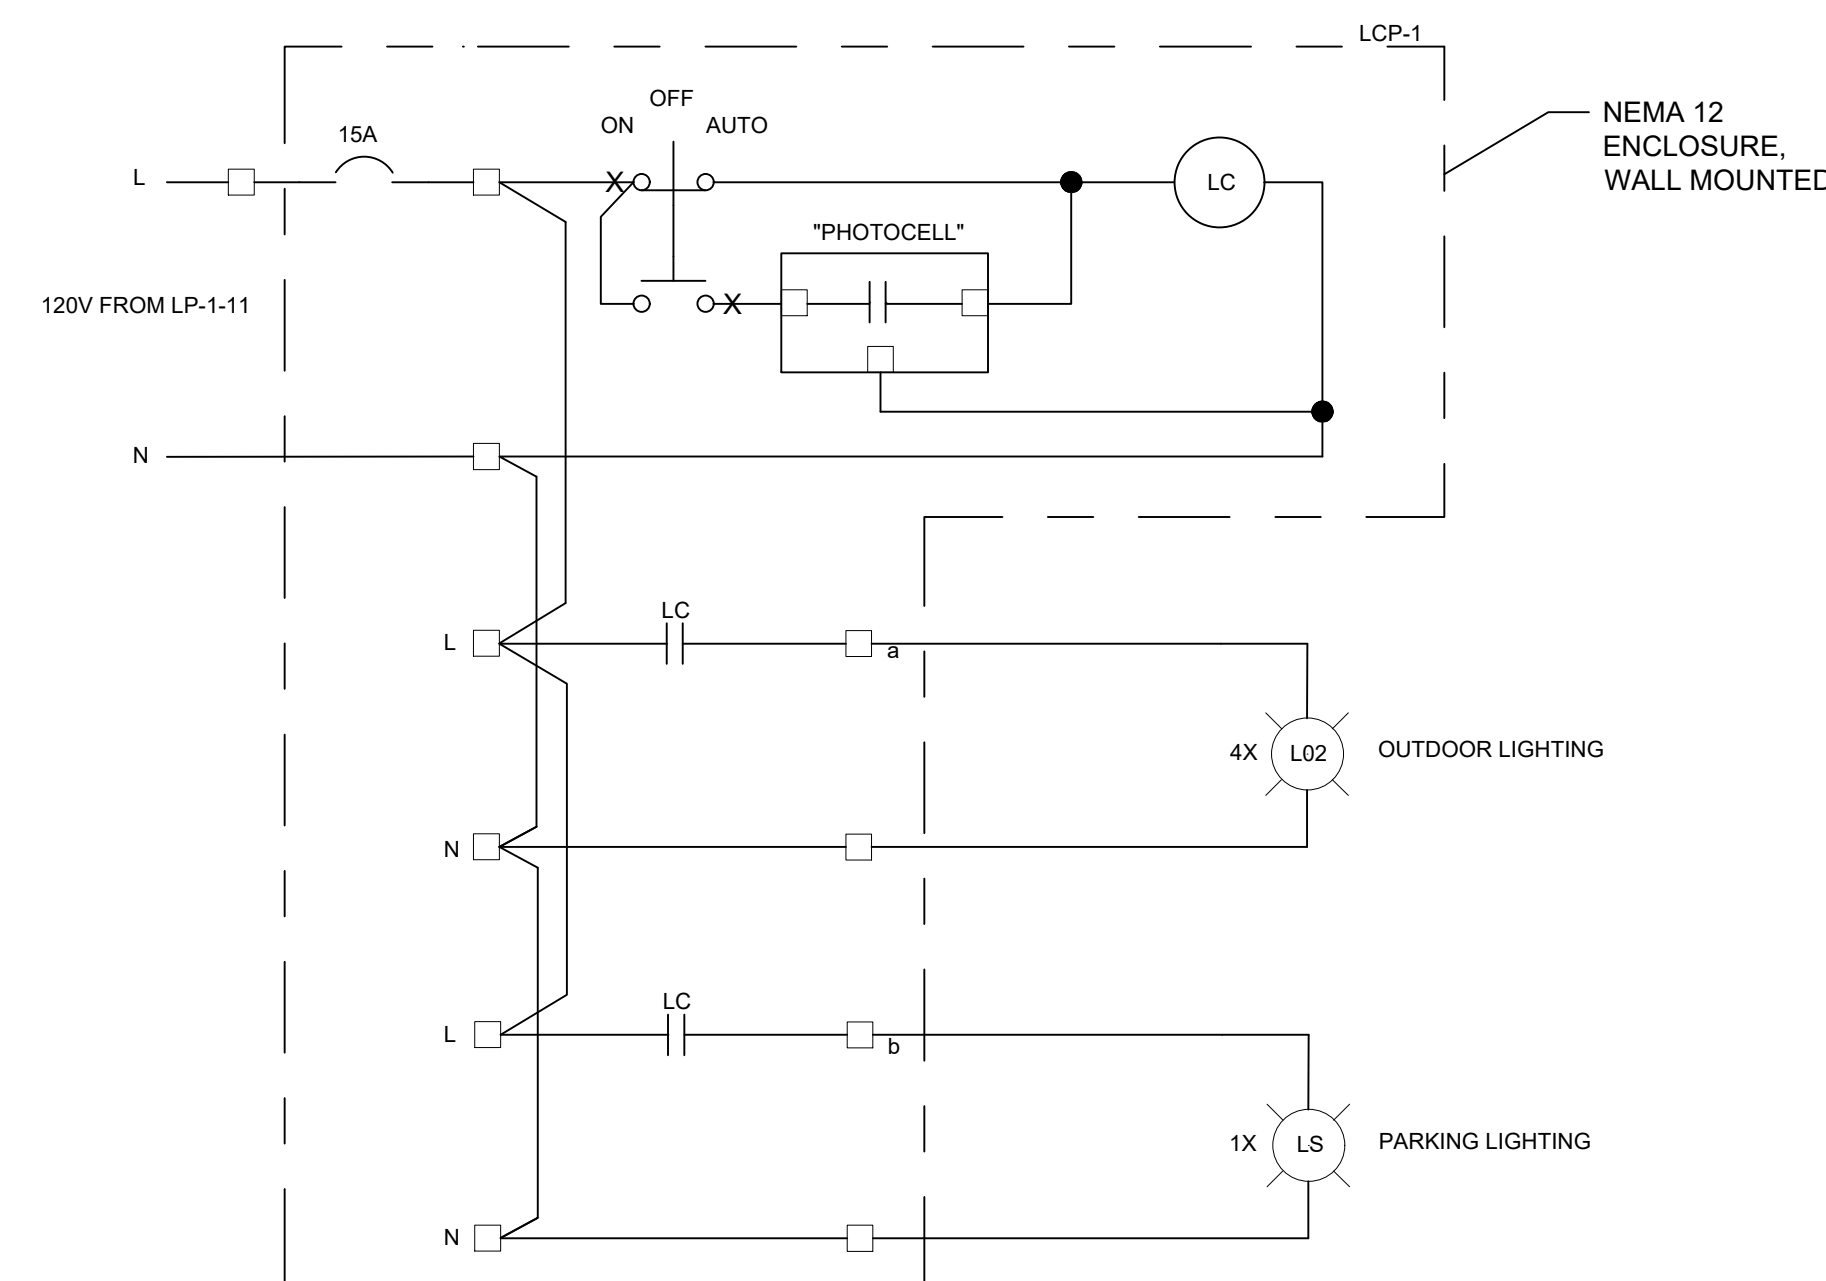 LCP-1
OFF
ON
AUTO
15A
NEMA 12
ENCLOSURE,
WALL MOUNTED
L
X
LC
"PHOTOCELL"
120V FROM LP-1-11
X
N
LC
L
a
4X
L02
OUTDOOR LIGHTING
N
LC
L
b
1X
LS
PARKING LIGHTING
N